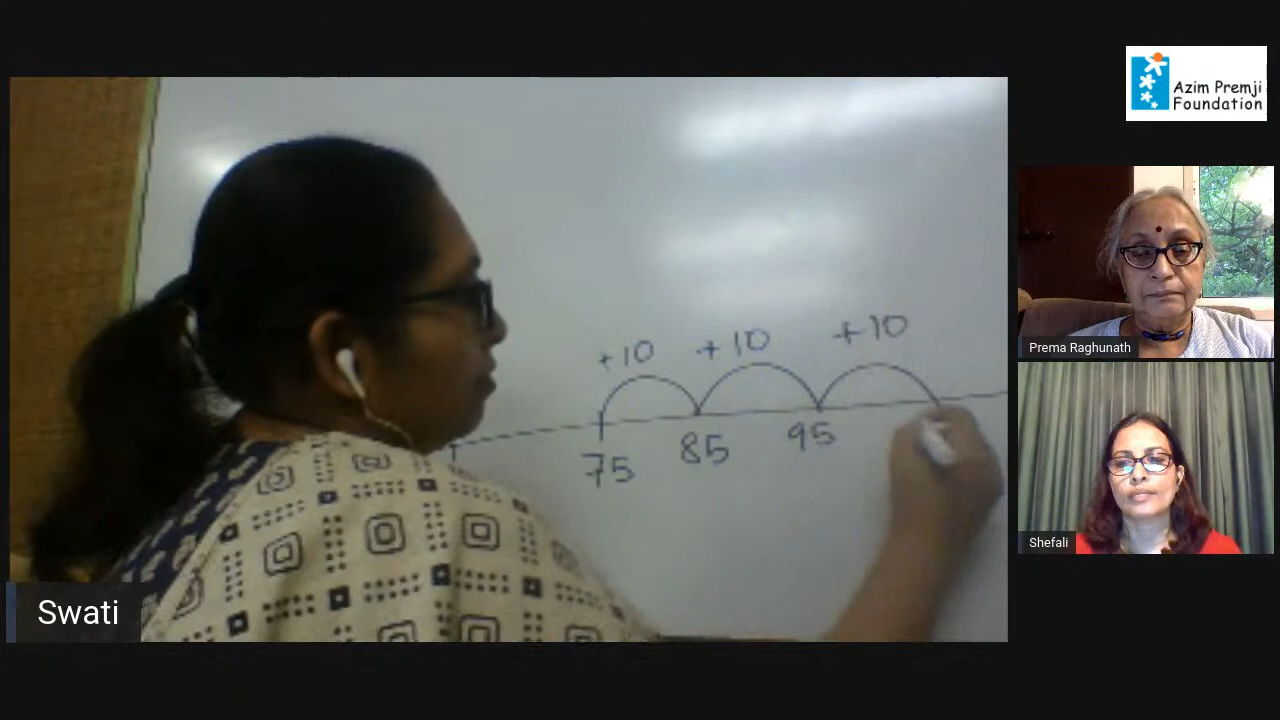 Azim Premji
Foundation
+10 +10 +10
75 85 95
Prema Raghunath
Shefali
Swati